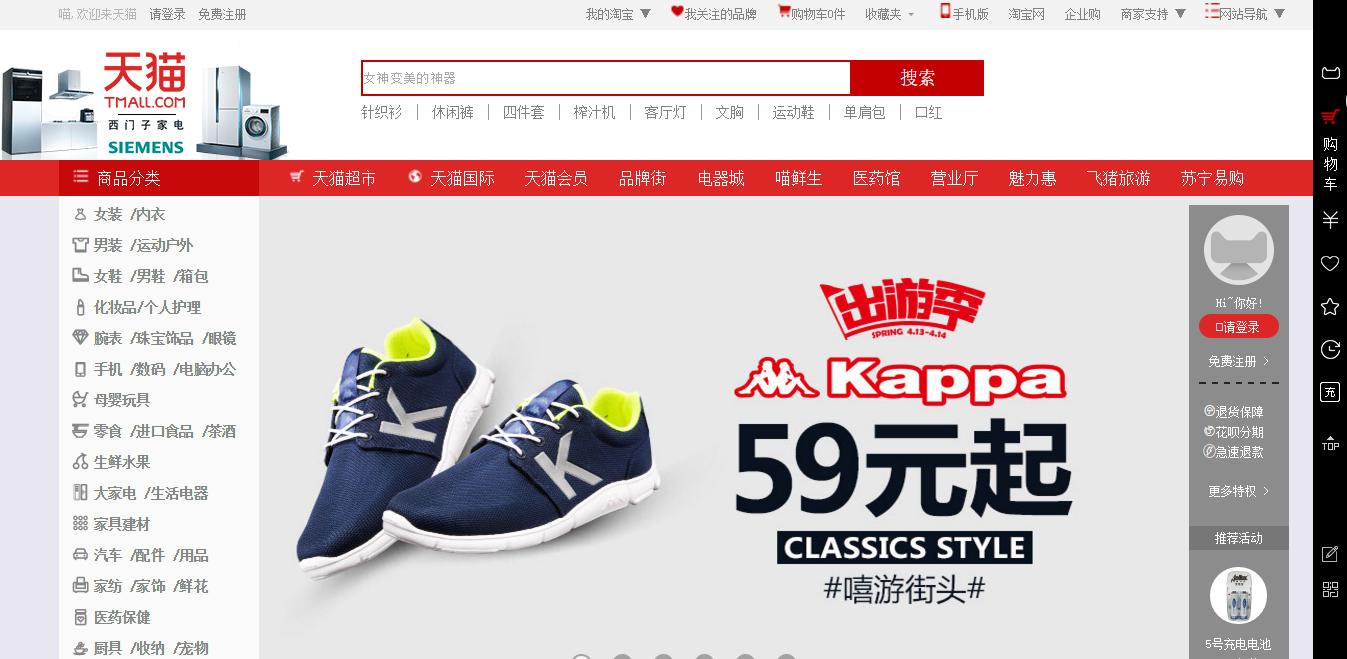 喵, 欢迎来天猫 请登录 免费注册 我的淘宝 ▼ 我关注的品牌 购物车0件 收藏夹 手机版 淘宝网 企业购 商家支持 ▼ 网站导航 ▼
天猫
TMALL.COM
西门子家电
SIEMENS
女神变美的神器 搜索
针织衫 | 休闲裤 | 四件套 | 榨汁机 | 客厅灯 | 文胸 | 运动鞋 | 单肩包 | 口红
商品分类 天猫超市 天猫国际 天猫会员 品牌街 电器城 喵鲜生 医药馆 营业厅 魅力惠 飞猪旅游 苏宁易购
女装 /内衣
男装 /运动户外
女鞋 /男鞋 /箱包
化妆品/个人护理
腕表 /珠宝饰品 /眼镜
手机 /数码 /电脑办公
母婴玩具
零食 /进口食品 /茶酒
生鲜水果
大家电 /生活电器
家具建材
汽车 /配件 /用品
家纺 /家饰 /鲜花
医药保健
厨具 /收纳 /宠物
K
K
出游季
SPRING 4.13-4.14
Kappa
59元起
CLASSICS STYLE
#嘻游街头#
Hi~你好!
请登录
免费注册 >
退货保障
花呗分期
急速退款
更多特权 >
推荐活动
5号充电电池
购
物
车
充
TOP